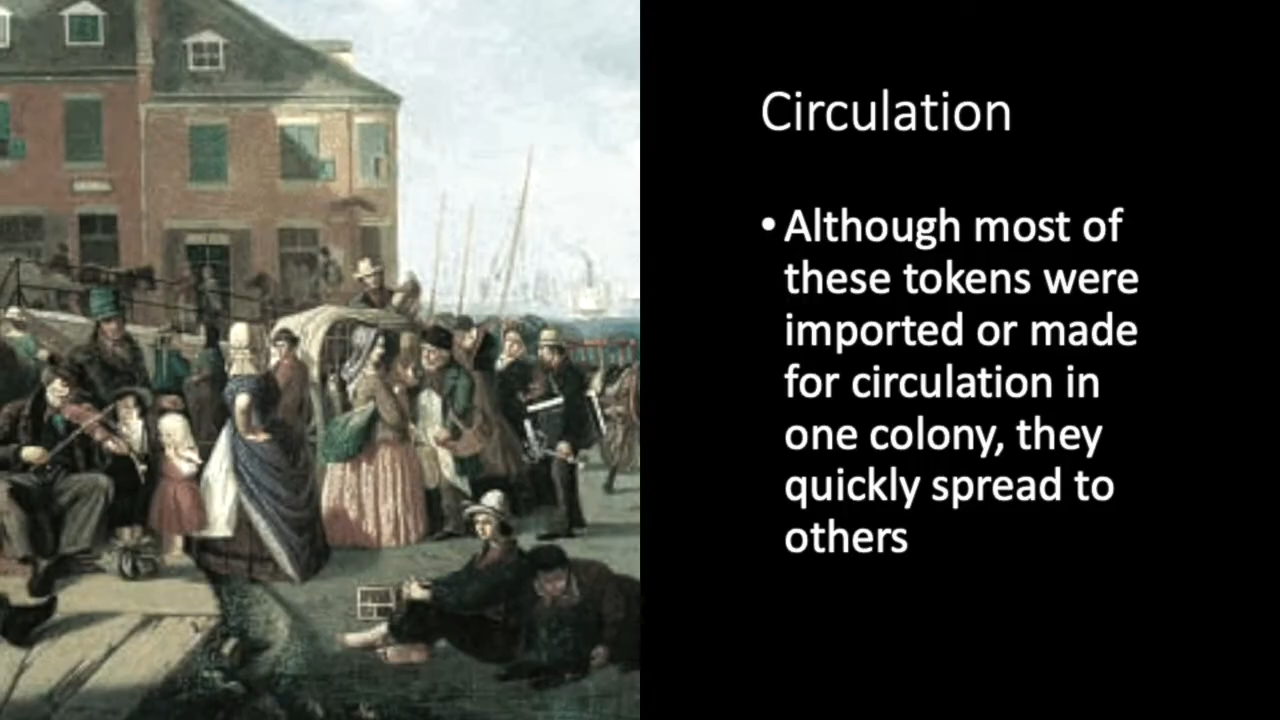 Circulation
• Although most of
these tokens were
imported or made
for circulation in
one colony, they
quickly spread to
others